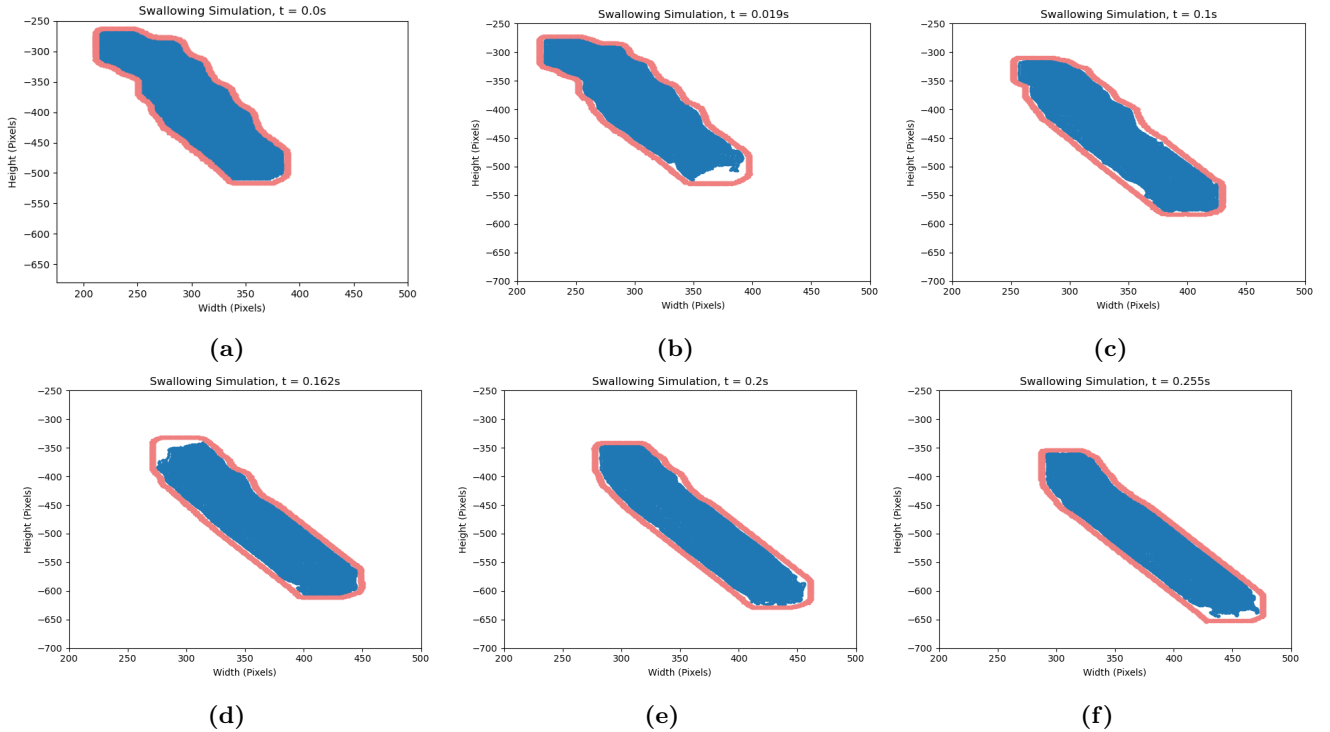 Swallowing Simulation, t = 0.0s
−250
−300
−350
−400
−450
−500
−550
−600
−650
Height (Pixels)
200 250 300 350 400 450 500
Width (Pixels)
(a)
Swallowing Simulation, t = 0.019s
−250
−300
−350
−400
−450
−500
−550
−600
−650
−700
Height (Pixels)
200 250 300 350 400 450 500
Width (Pixels)
(b)
Swallowing Simulation, t = 0.1s
−250
−300
−350
−400
−450
−500
−550
−600
−650
−700
Height (Pixels)
200 250 300 350 400 450 500
Width (Pixels)
(c)
Swallowing Simulation, t = 0.162s
−250
−300
−350
−400
−450
−500
−550
−600
−650
−700
Height (Pixels)
200 250 300 350 400 450 500
Width (Pixels)
(d)
Swallowing Simulation, t = 0.2s
−250
−300
−350
−400
−450
−500
−550
−600
−650
−700
Height (Pixels)
200 250 300 350 400 450 500
Width (Pixels)
(e)
Swallowing Simulation, t = 0.255s
−250
−300
−350
−400
−450
−500
−550
−600
−650
−700
Height (Pixels)
200 250 300 350 400 450 500
Width (Pixels)
(f)